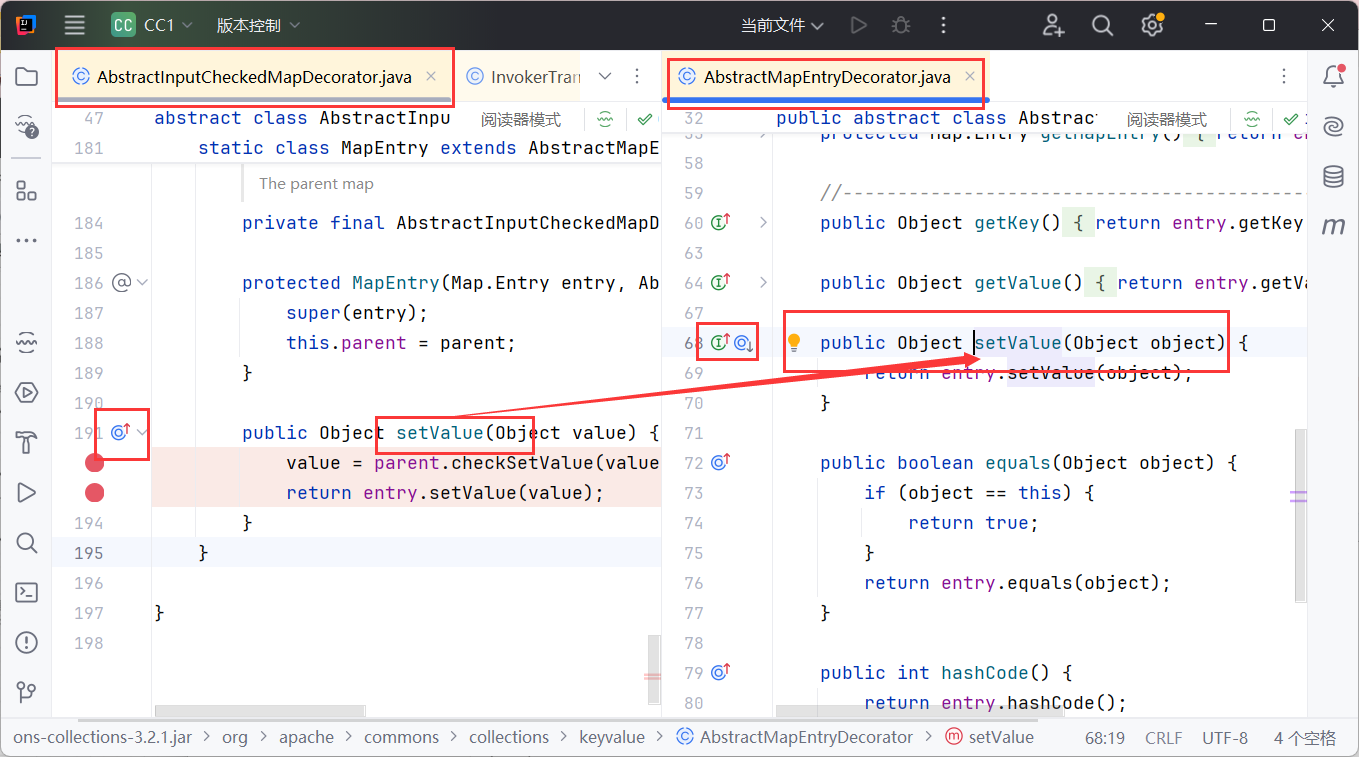 CC CC1 版本控制 当前文件
AbstractInputCheckedMapDecorator.java InvokerTran
AbstractMapEntryDecorator.java
47 abstract class AbstractInpu 阅读器模式
181 static class MapEntry extends AbstractMapE
The parent map
184 private final AbstractInputCheckedMapD
185
186 protected MapEntry(Map.Entry entry, Ab
187 super(entry);
188 this.parent = parent;
189 }
190
191 public Object setValue(Object value) {
value = parent.checkSetValue(value
return entry.setValue(value);
194 }
195 }
196
197 }
198
32 public abstract class Abstrac 阅读器模式
protected Map.Entry getMapEntry() { return en
58
59 //------------------------------------------
60 public Object getKey() { return entry.getKey
63
64 public Object getValue() { return entry.getVa
67
68 public Object setValue(Object object) {
69 return entry.setValue(object);
70 }
71
72 public boolean equals(Object object) {
73 if (object == this) {
74 return true;
75 }
76 return entry.equals(object);
77 }
78
79 public int hashCode() {
80 return entry.hashCode();
ons-collections-3.2.1.jar > org > apache > commons > collections > keyvalue > AbstractMapEntryDecorator > setValue 68:19 CRLF UTF-8 4 个空格